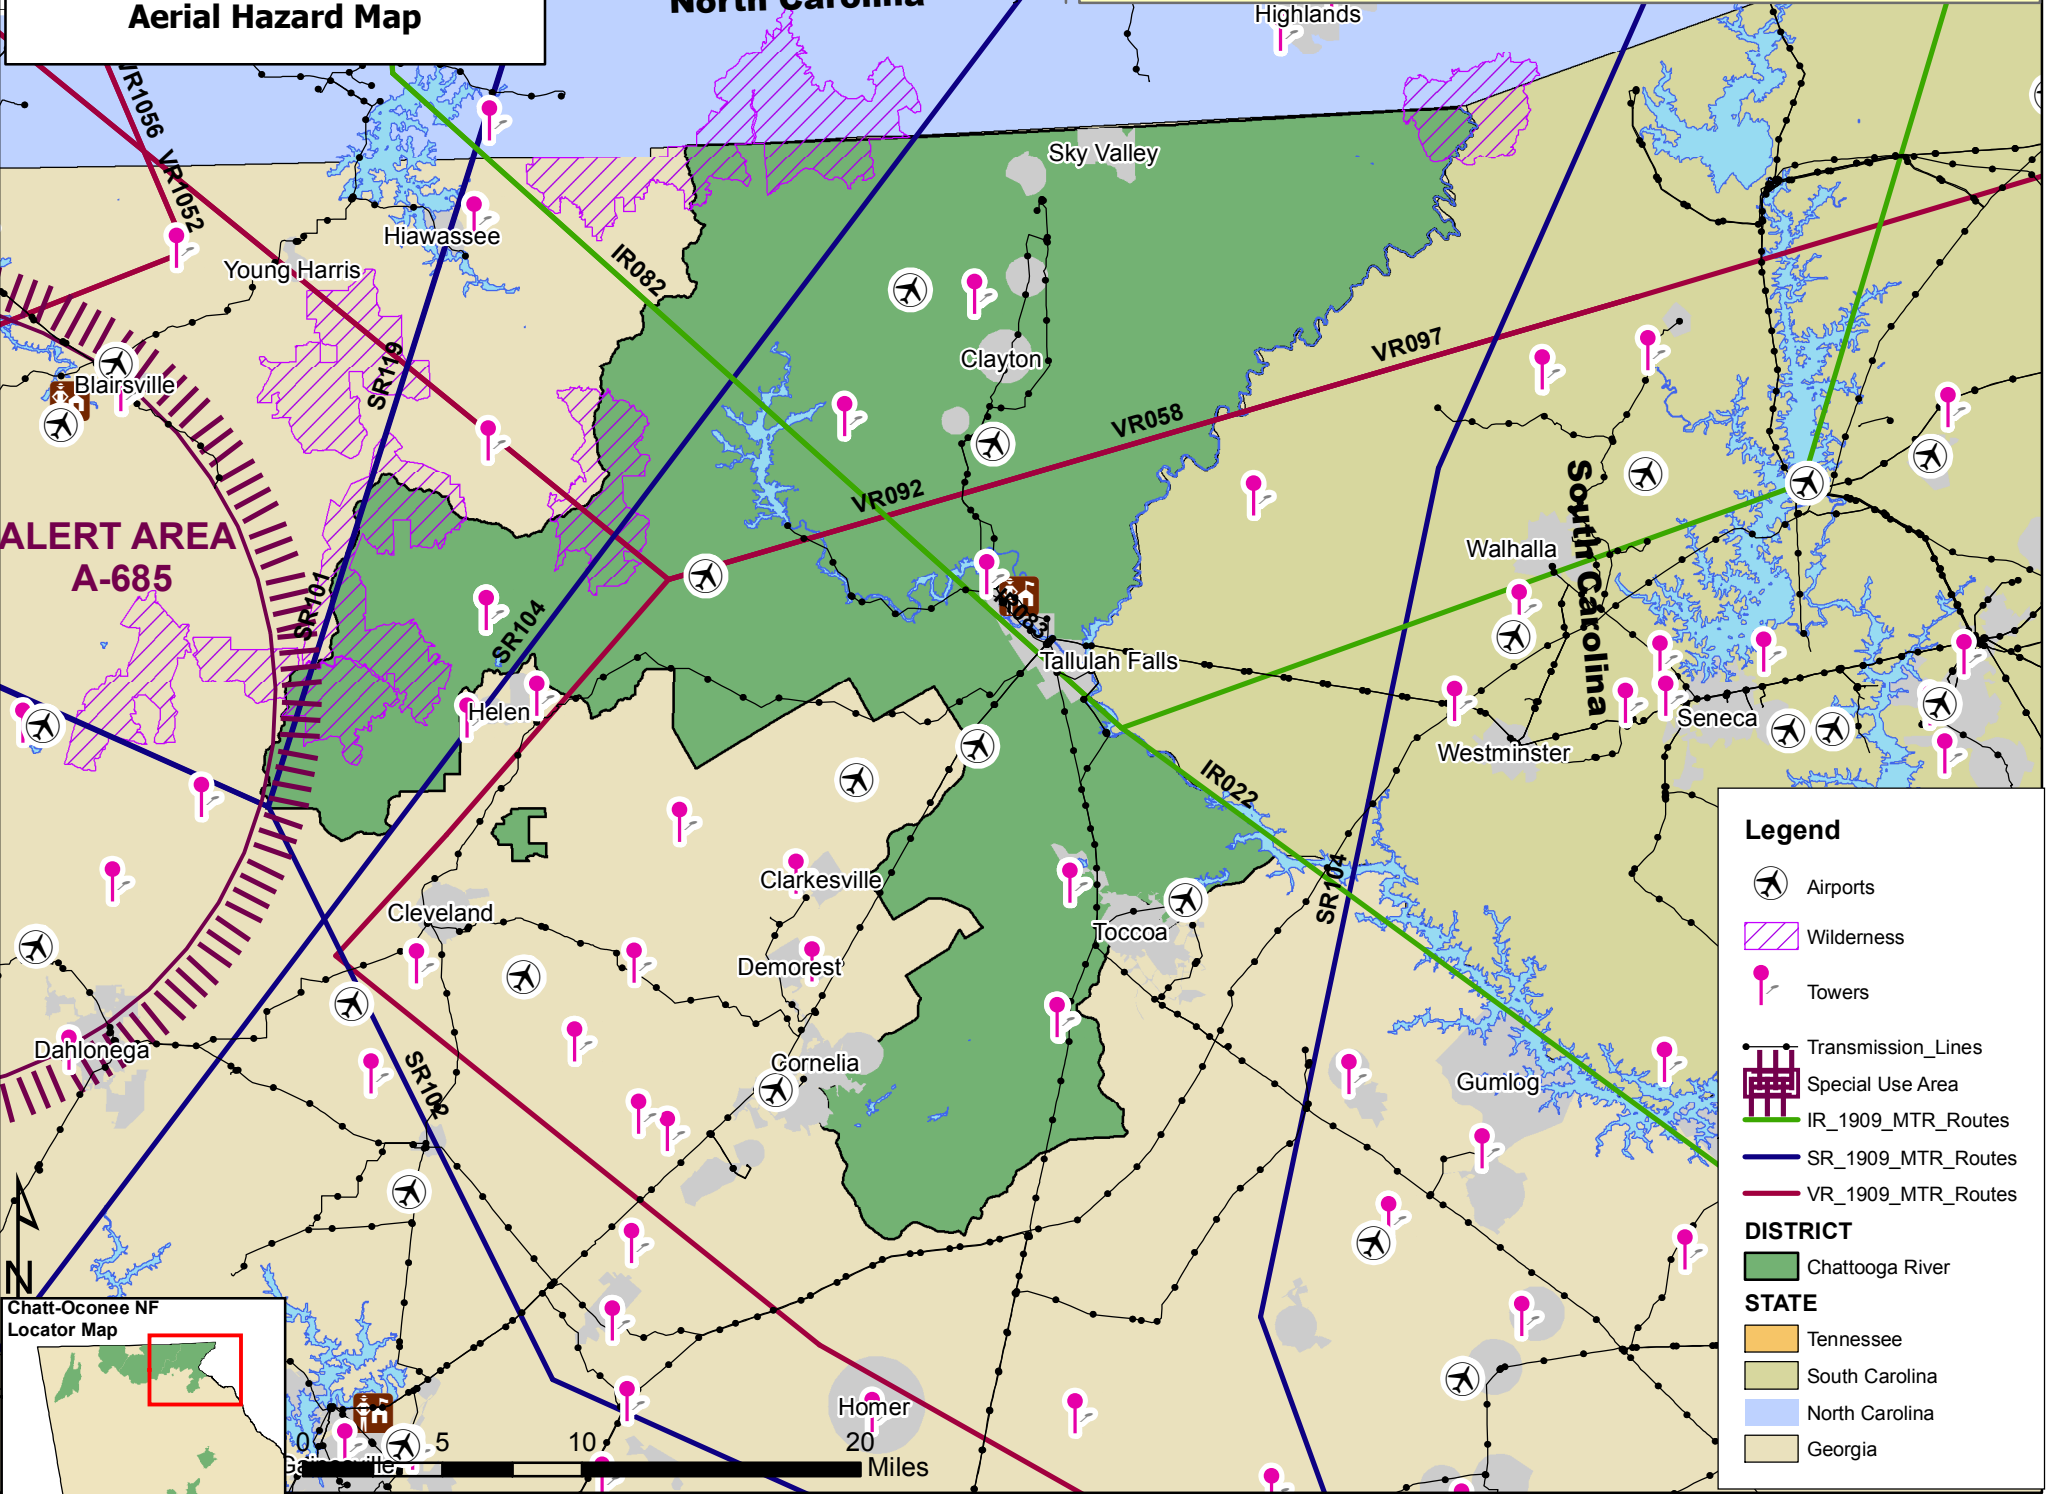 Aerial Hazard Map
North Carolina
Highlands
VR1056
VR1052
Sky Valley
Hiawassee
Young Harris
IR082
SR119
Clayton
VR097
Blairsville
VR058
VR092
South Carolina
ALERT AREA
A-685
Walhalla
SR101
SR104
IR083
Tallulah Falls
Helen
Seneca
Westminster
IR022
Clarkesville
SR104
Cleveland
Toccoa
Demorest
Dahlonega
Cornelia
SR102
Gumlog
Homer
Gainesville
N
Chatt-Oconee NF
Locator Map
0 5 10 20
Miles
Legend
Airports
Wilderness
Towers
Transmission_Lines
Special Use Area
IR_1909_MTR_Routes
SR_1909_MTR_Routes
VR_1909_MTR_Routes
DISTRICT
Chattooga River
STATE
Tennessee
South Carolina
North Carolina
Georgia